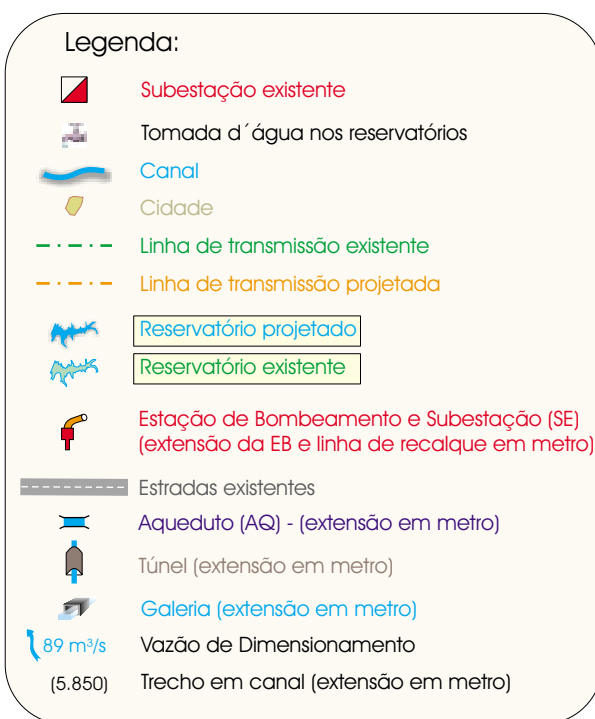 Legenda:
Subestação existente
Tomada d´água nos reservatórios
Canal
Cidade
Linha de transmissão existente
Linha de transmissão projetada
Reservatório projetado
Reservatório existente
Estação de Bombeamento e Subestação (SE)
(extensão da EB e linha de recalque em metro)
Estradas existentes
Aqueduto (AQ) - (extensão em metro)
Túnel (extensão em metro)
Galeria (extensão em metro)
89 m³/s Vazão de Dimensionamento
(5.850) Trecho em canal (extensão em metro)